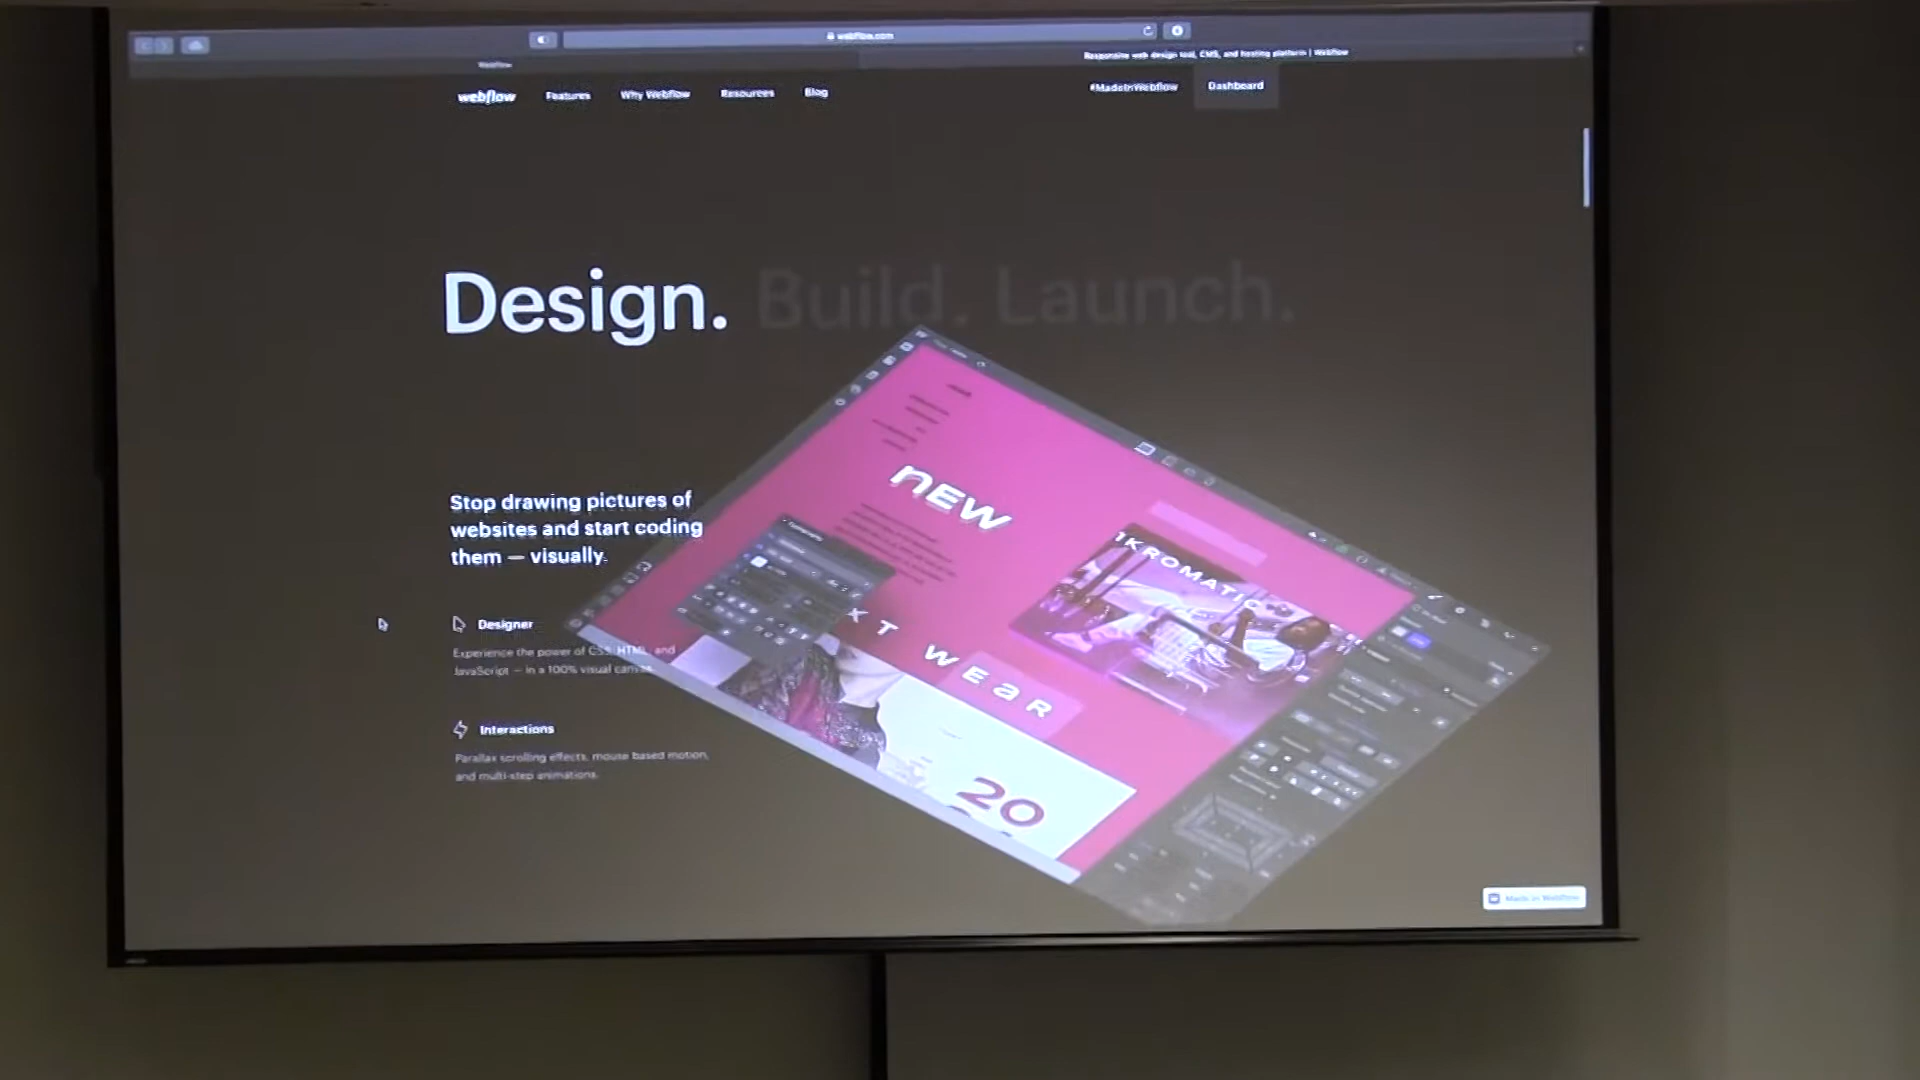 webflow.com
Webflow
Responsive web design tool, CMS, and hosting platform | Webflow
webflow Features Why Webflow Resources Blog #MadeInWebflow Dashboard
Design. Build. Launch.
Stop drawing pictures of
websites and start coding
them — visually.
Designer
Experience the power of CSS, HTML, and
JavaScript — in a 100% visual canvas.
Interactions
Parallax scrolling effects, mouse based motion,
and multi-step animations.
nEW
1KROMATIC
XT WEaR
20
Made in Webflow